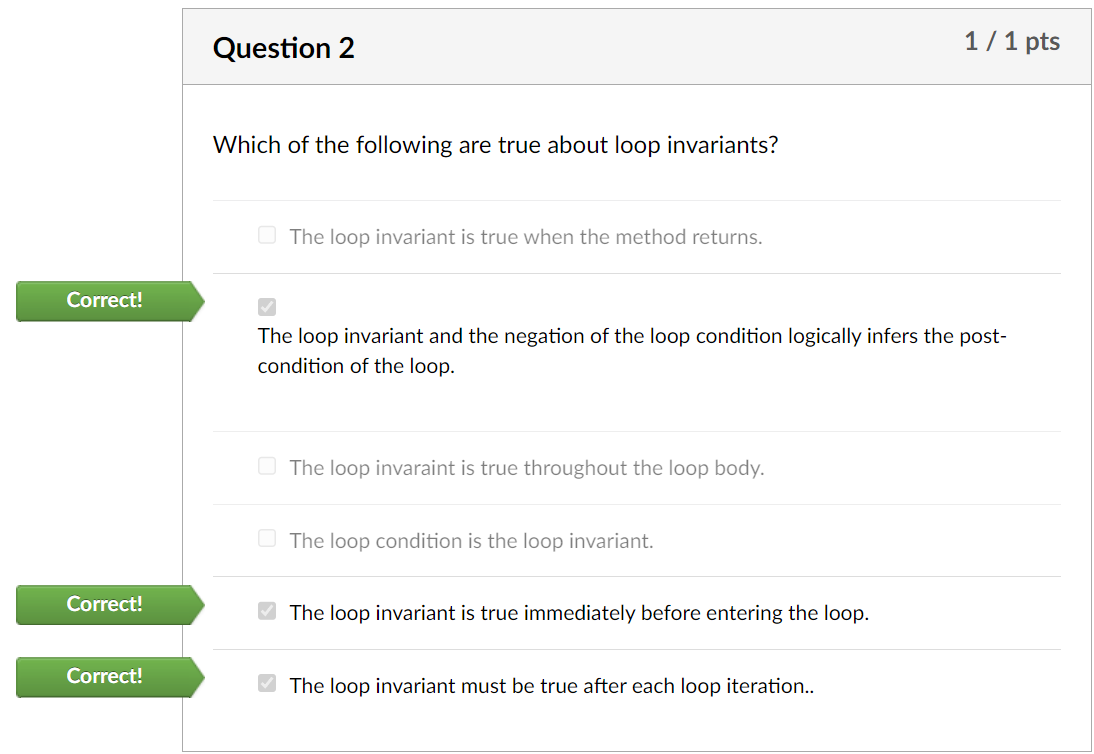 Question 2
1 / 1 pts
Which of the following are true about loop invariants?
The loop invariant is true when the method returns.
Correct!
The loop invariant and the negation of the loop condition logically infers the post-
condition of the loop.
The loop invaraint is true throughout the loop body.
The loop condition is the loop invariant.
Correct!
The loop invariant is true immediately before entering the loop.
Correct!
The loop invariant must be true after each loop iteration..